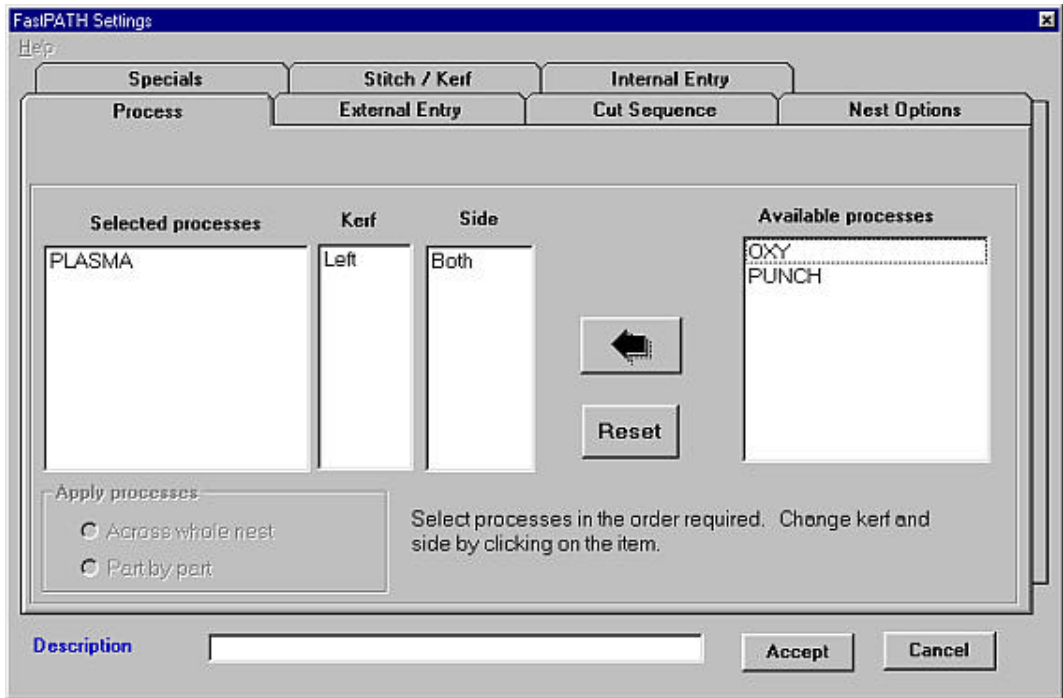 FastPATH Settings
Help
Specials
Stitch / Kerf
Internal Entry
Process
External Entry
Cut Sequence
Nest Options
Selected processes
Kerf
Side
Available processes
PLASMA
Left
Both
OXY
PUNCH
Reset
Apply processes
Across whole nest
Part by part
Select processes in the order required. Change kerf and
side by clicking on the item.
Description
Accept
Cancel